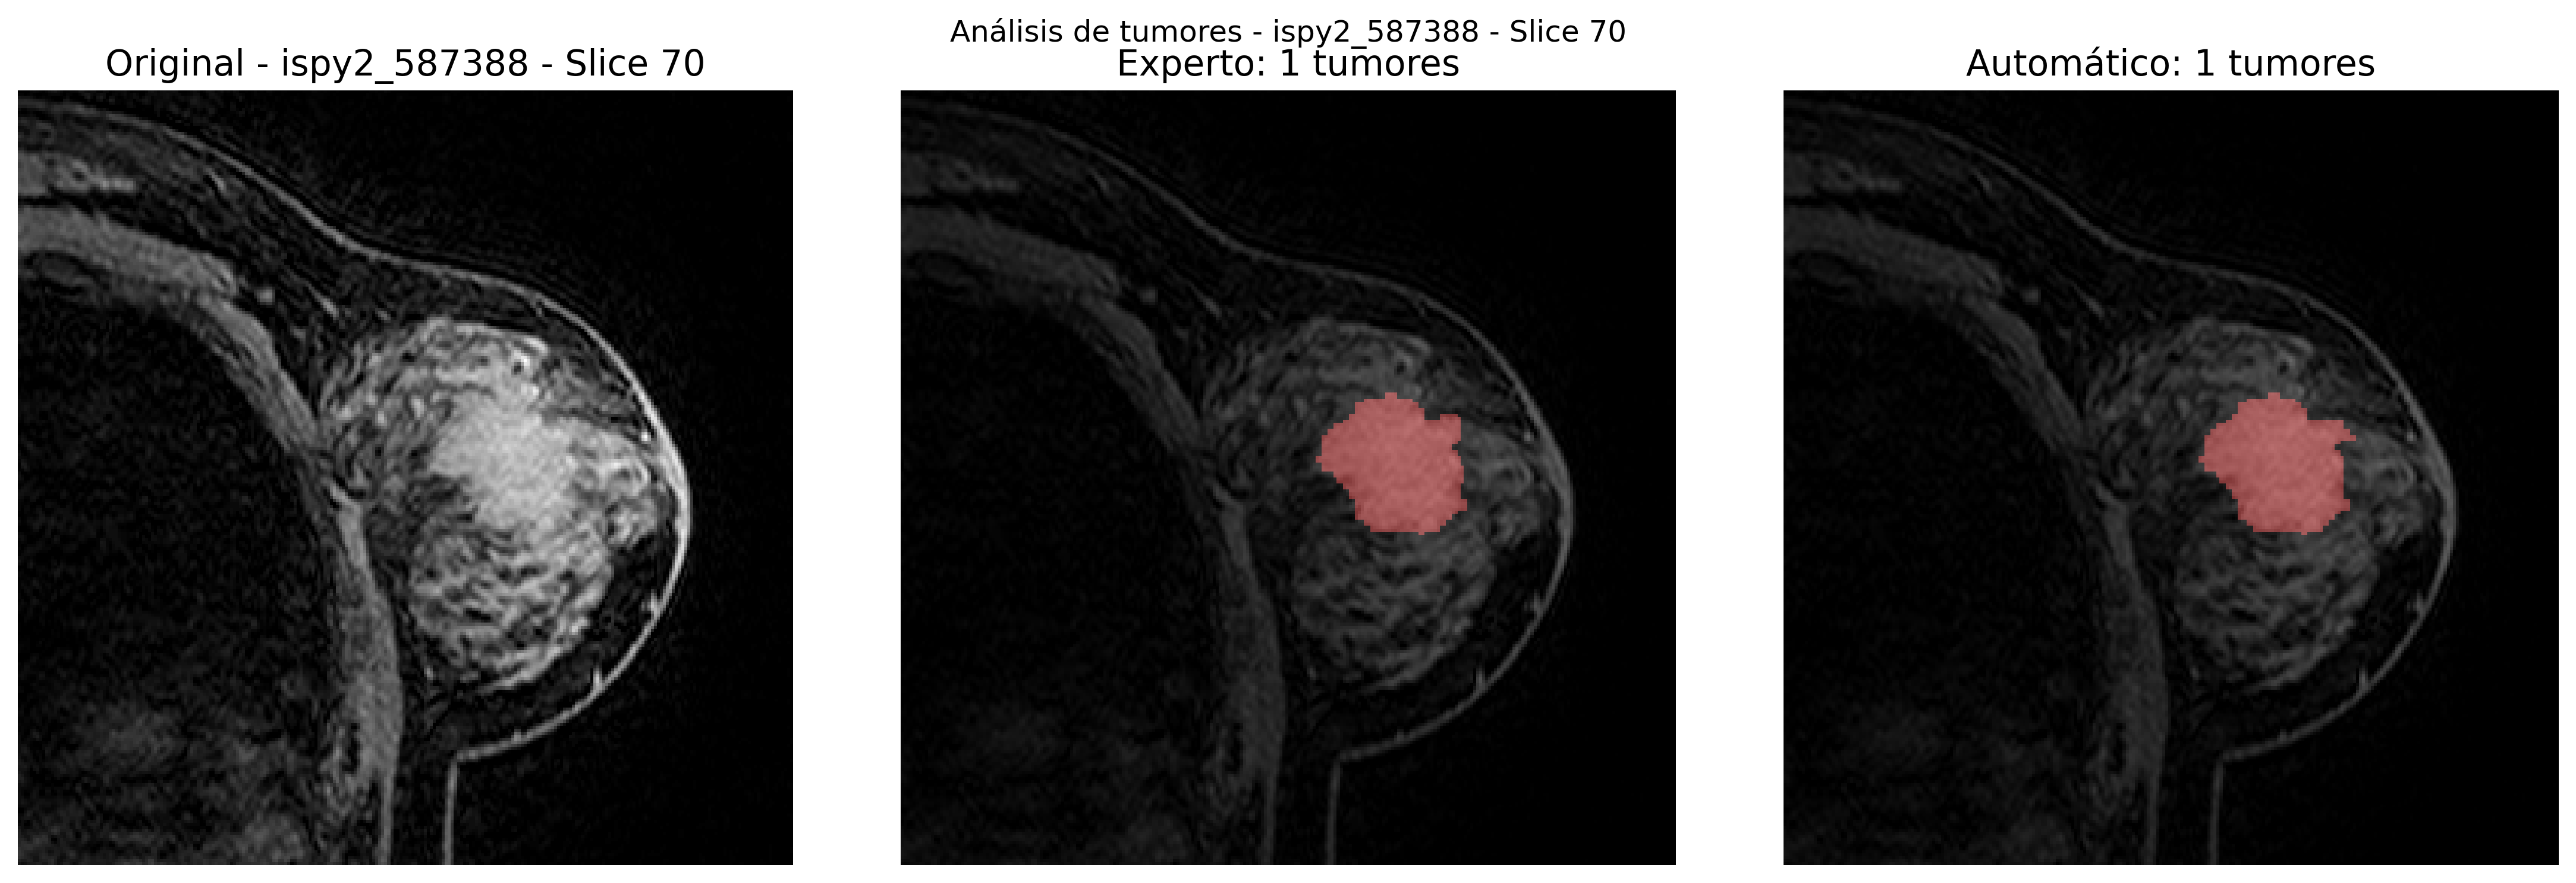 Análisis de tumores - ispy2_587388 - Slice 70
Original - ispy2_587388 - Slice 70
Experto: 1 tumores
Automático: 1 tumores